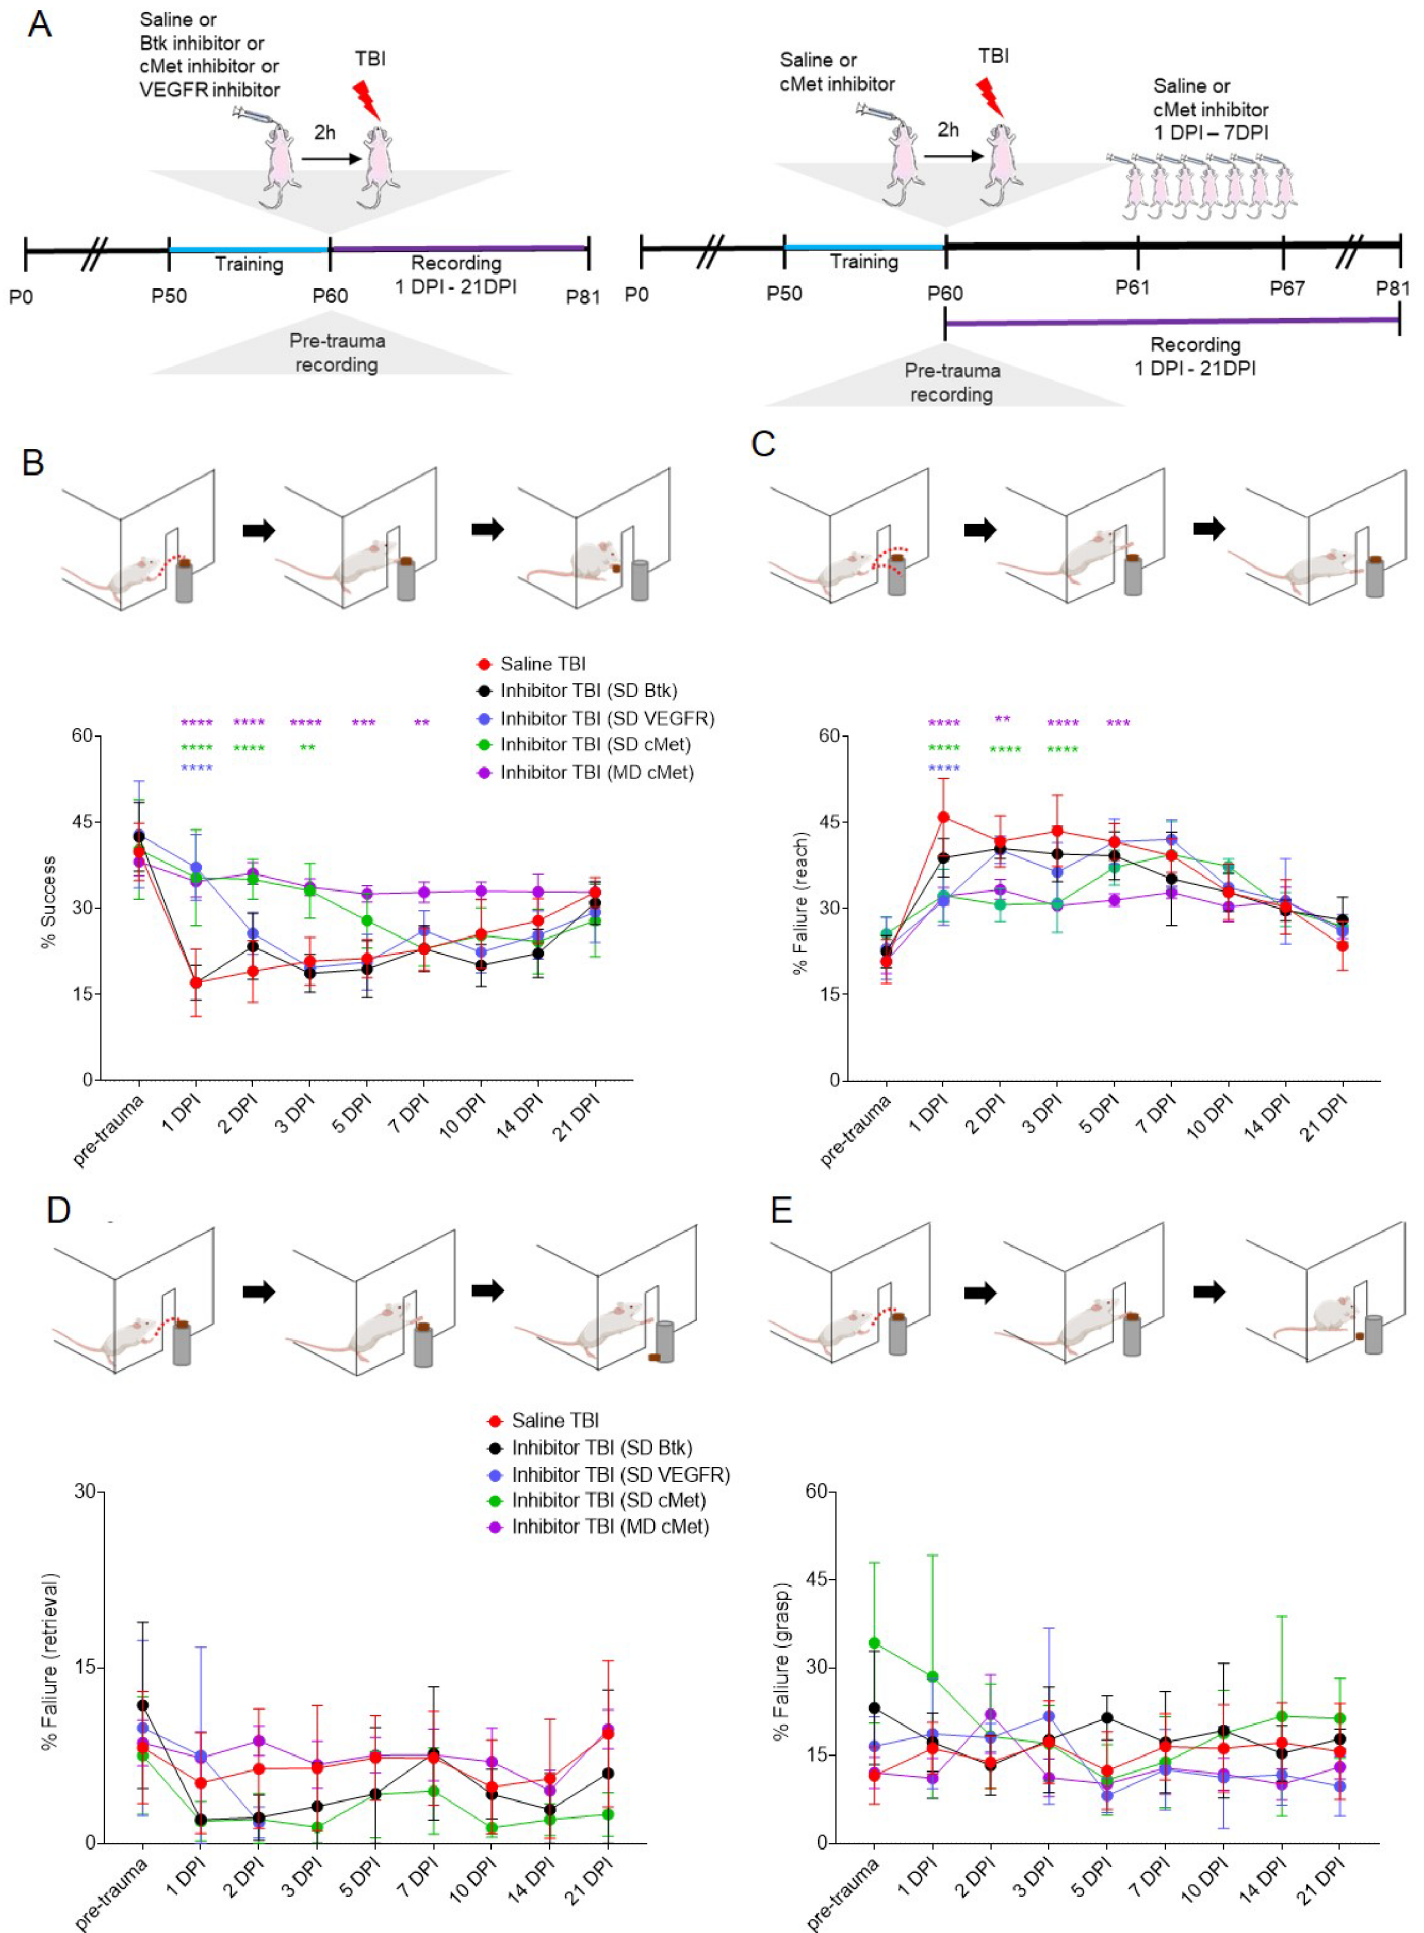 A
Saline or
Btk inhibitor or
cMet inhibitor or
VEGFR inhibitor
TBI
2h
Training
Recording
1 DPI - 21DPI
P0
P50
P60
P81
Pre-trauma
recording
Saline or
cMet inhibitor
TBI
2h
Saline or
cMet inhibitor
1 DPI – 7DPI
Training
P0
P50
P60
P61
P67
P81
Recording
1 DPI - 21DPI
Pre-trauma
recording
B
Saline TBI
Inhibitor TBI (SD Btk)
Inhibitor TBI (SD VEGFR)
Inhibitor TBI (SD cMet)
Inhibitor TBI (MD cMet)
**** **** **** *** **
**** **** **
****
% Success
60
45
30
15
0
pre-trauma
1 DPI
2 DPI
3 DPI
5 DPI
7 DPI
10 DPI
14 DPI
21 DPI
C
**** ** **** ***
**** **** ****
****
% Faliure (reach)
60
45
30
15
0
pre-trauma
1 DPI
2 DPI
3 DPI
5 DPI
7 DPI
10 DPI
14 DPI
21 DPI
D
Saline TBI
Inhibitor TBI (SD Btk)
Inhibitor TBI (SD VEGFR)
Inhibitor TBI (SD cMet)
Inhibitor TBI (MD cMet)
% Faliure (retrieval)
30
15
0
pre-trauma
1 DPI
2 DPI
3 DPI
5 DPI
7 DPI
10 DPI
14 DPI
21 DPI
E
% Faliure (grasp)
60
45
30
15
0
pre-trauma
1 DPI
2 DPI
3 DPI
5 DPI
7 DPI
10 DPI
14 DPI
21 DPI